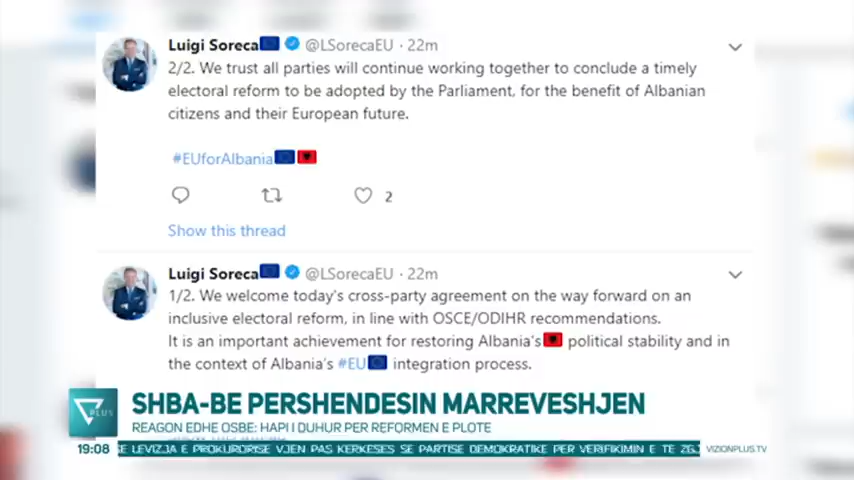 Luigi Soreca @LSorecaEU · 22m
2/2. We trust all parties will continue working together to conclude a timely
electoral reform to be adopted by the Parliament, for the benefit of Albanian
citizens and their European future.
#EUforAlbania
2
Show this thread
Luigi Soreca @LSorecaEU · 22m
1/2. We welcome today's cross-party agreement on the way forward on an
inclusive electoral reform, in line with OSCE/ODIHR recommendations.
It is an important achievement for restoring Albania's political stability and in
the context of Albania's #EU integration process.
PLUS
SHBA-BE PERSHENDESIN MARREVESHJEN
REAGON EDHE OSBE: HAPI I DUHUR PER REFORMEN E PLOTE
19:08
LEVIZJA E PROKURORISE VJEN PAS KERKESES SE PARTISE DEMOKRATIKE PER VERIFIKIMIN E TE
VIZIONPLUS.TV